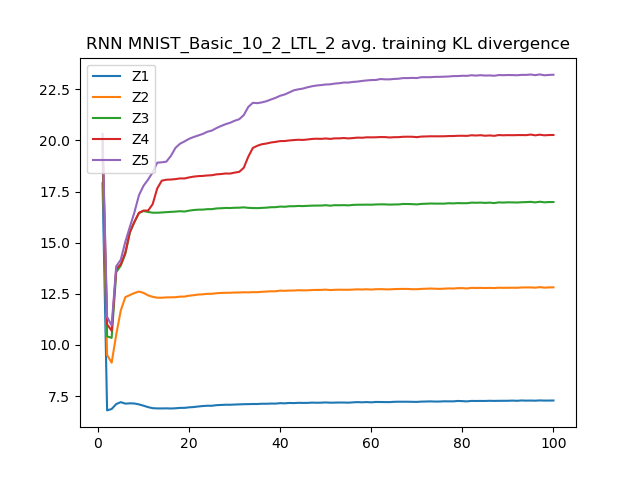 RNN MNIST_Basic_10_2_LTL_2 avg. training KL divergence
Z1
Z2
Z3
Z4
Z5
22.5
20.0
17.5
15.0
12.5
10.0
7.5
0 20 40 60 80 100